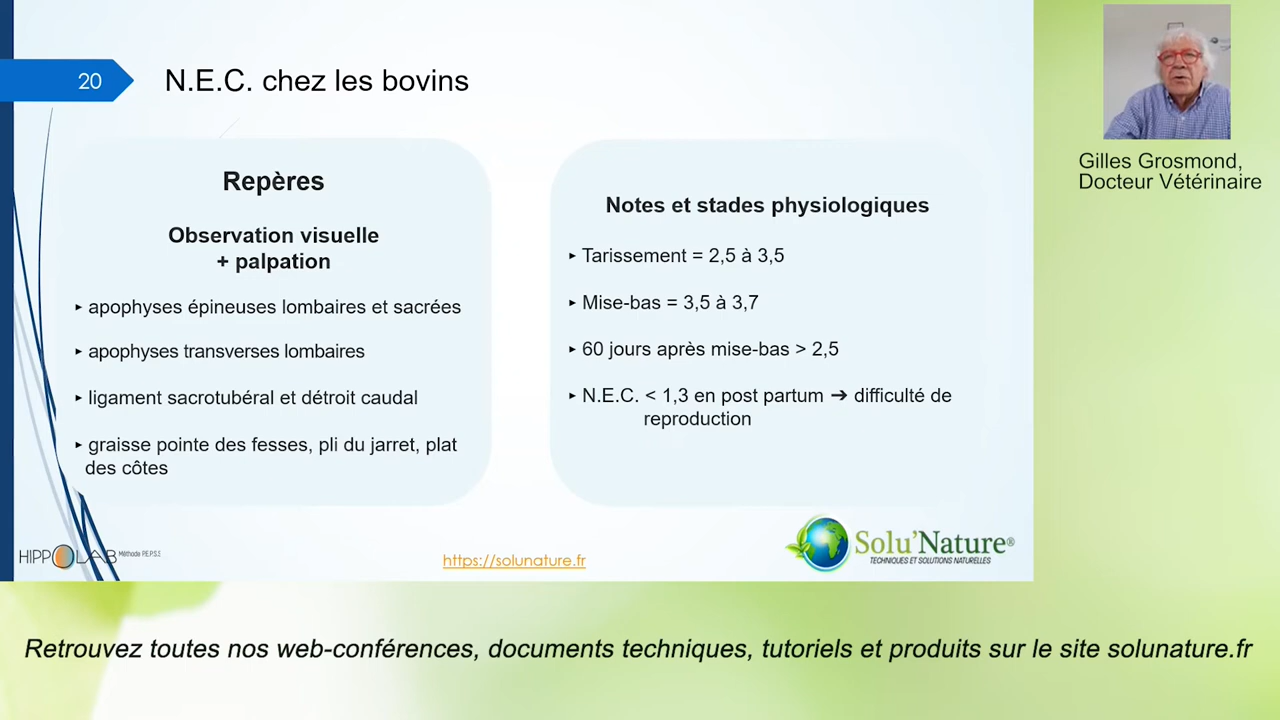 20
N.E.C. chez les bovins
Repères
Observation visuelle
+ palpation
▸ apophyses épineuses lombaires et sacrées
▸ apophyses transverses lombaires
▸ ligament sacrotubéral et détroit caudal
▸ graisse pointe des fesses, pli du jarret, plat
des côtes
Notes et stades physiologiques
▸ Tarissement = 2,5 à 3,5
▸ Mise-bas = 3,5 à 3,7
▸ 60 jours après mise-bas > 2,5
▸ N.E.C. < 1,3 en post partum ➔ difficulté de
reproduction
Gilles Grosmond,
Docteur Vétérinaire
HIPPOLAB Méthode P.E.P.S.S
https://solunature.fr
Solu'Nature®
TECHNIQUES ET SOLUTIONS NATURELLES
Retrouvez toutes nos web-conférences, documents techniques, tutoriels et produits sur le site solunature.fr